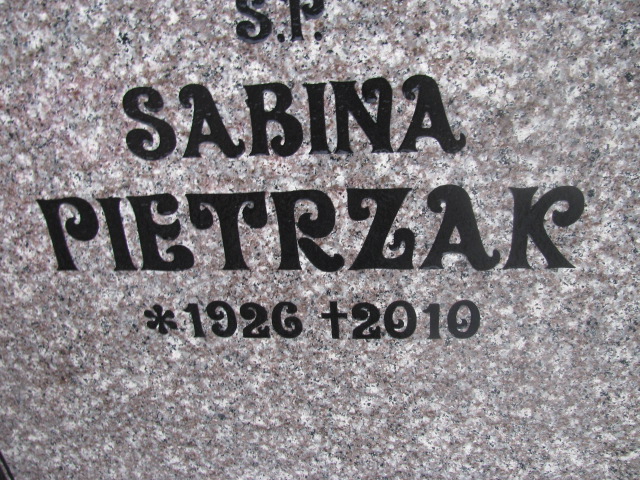 S.P.
SABINA
PIETRZAK
*1926 †2010